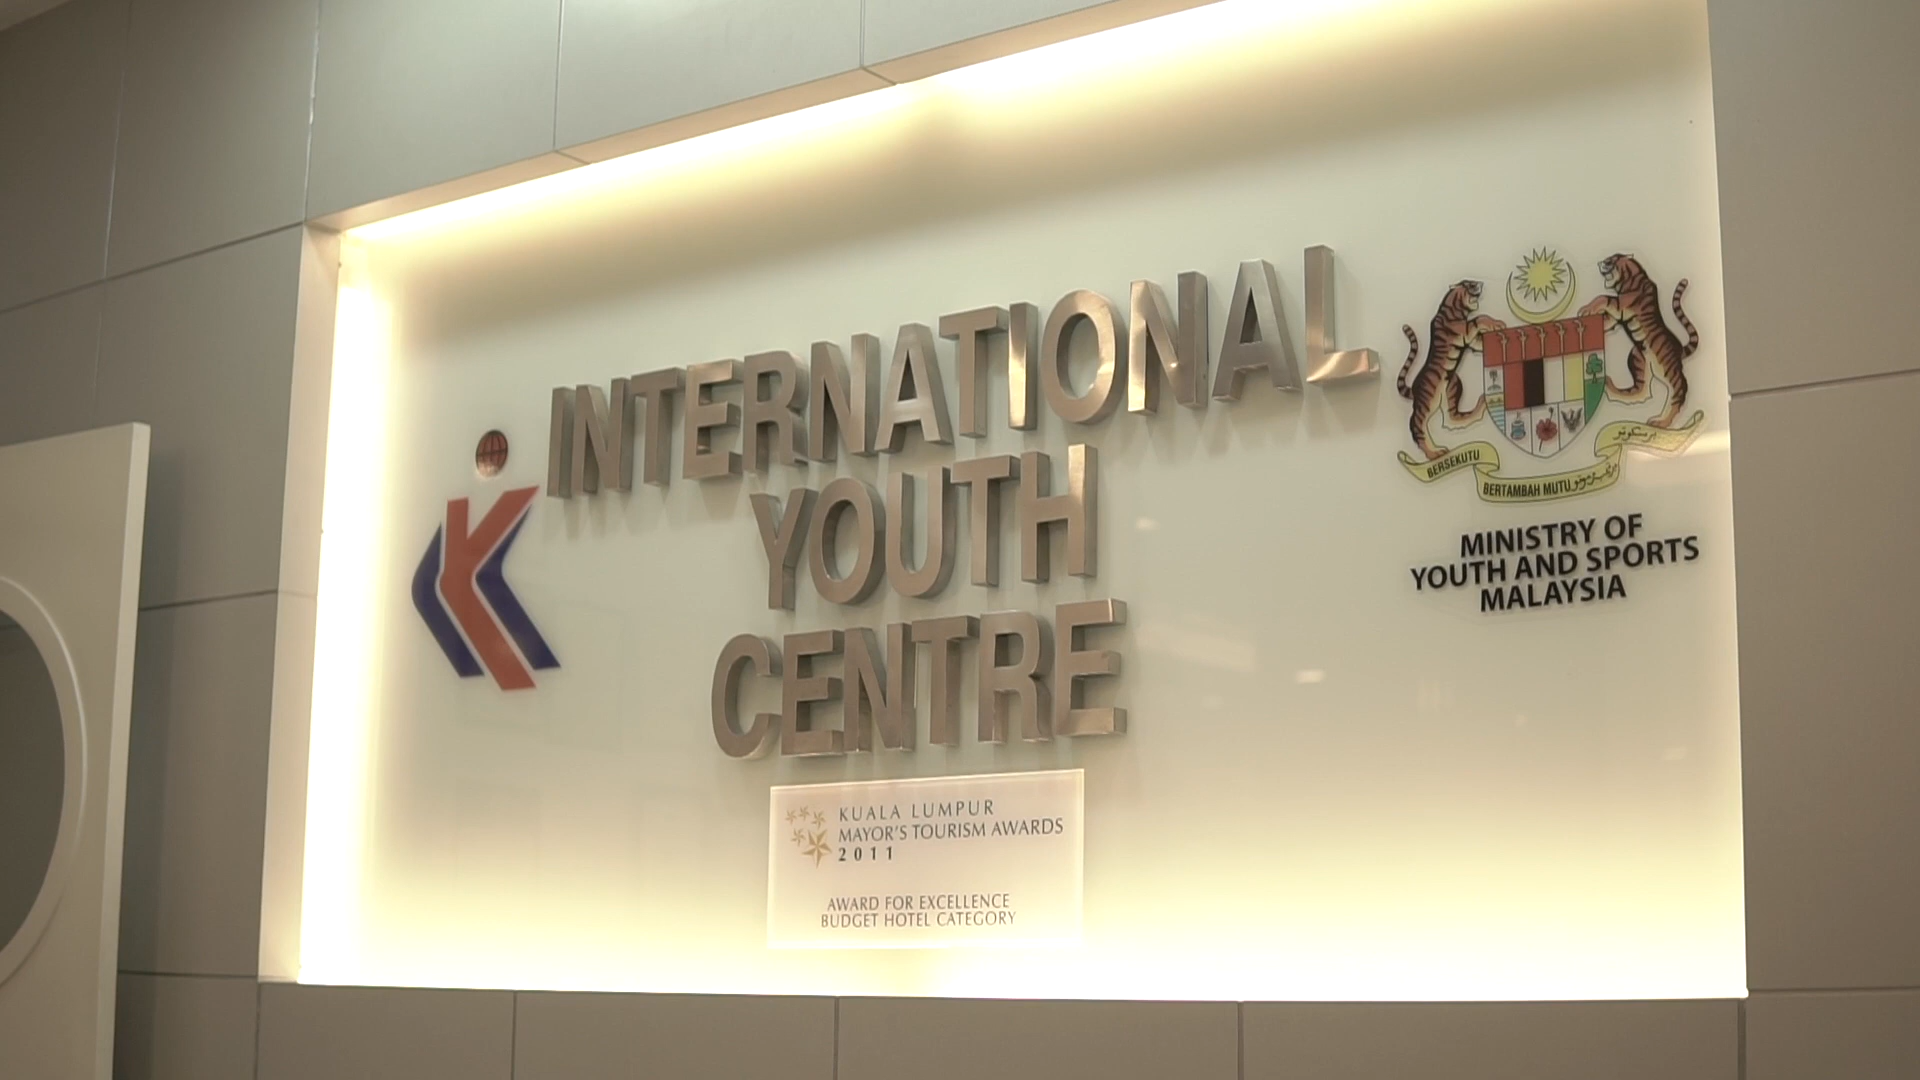 INTERNATIONAL
YOUTH
CENTRE
BERSEKUTU
BERTAMBAH MUTU
MINISTRY OF
YOUTH AND SPORTS
MALAYSIA
KUALA LUMPUR
MAYOR'S TOURISM AWARDS
2011
AWARD FOR EXCELLENCE
BUDGET HOTEL CATEGORY